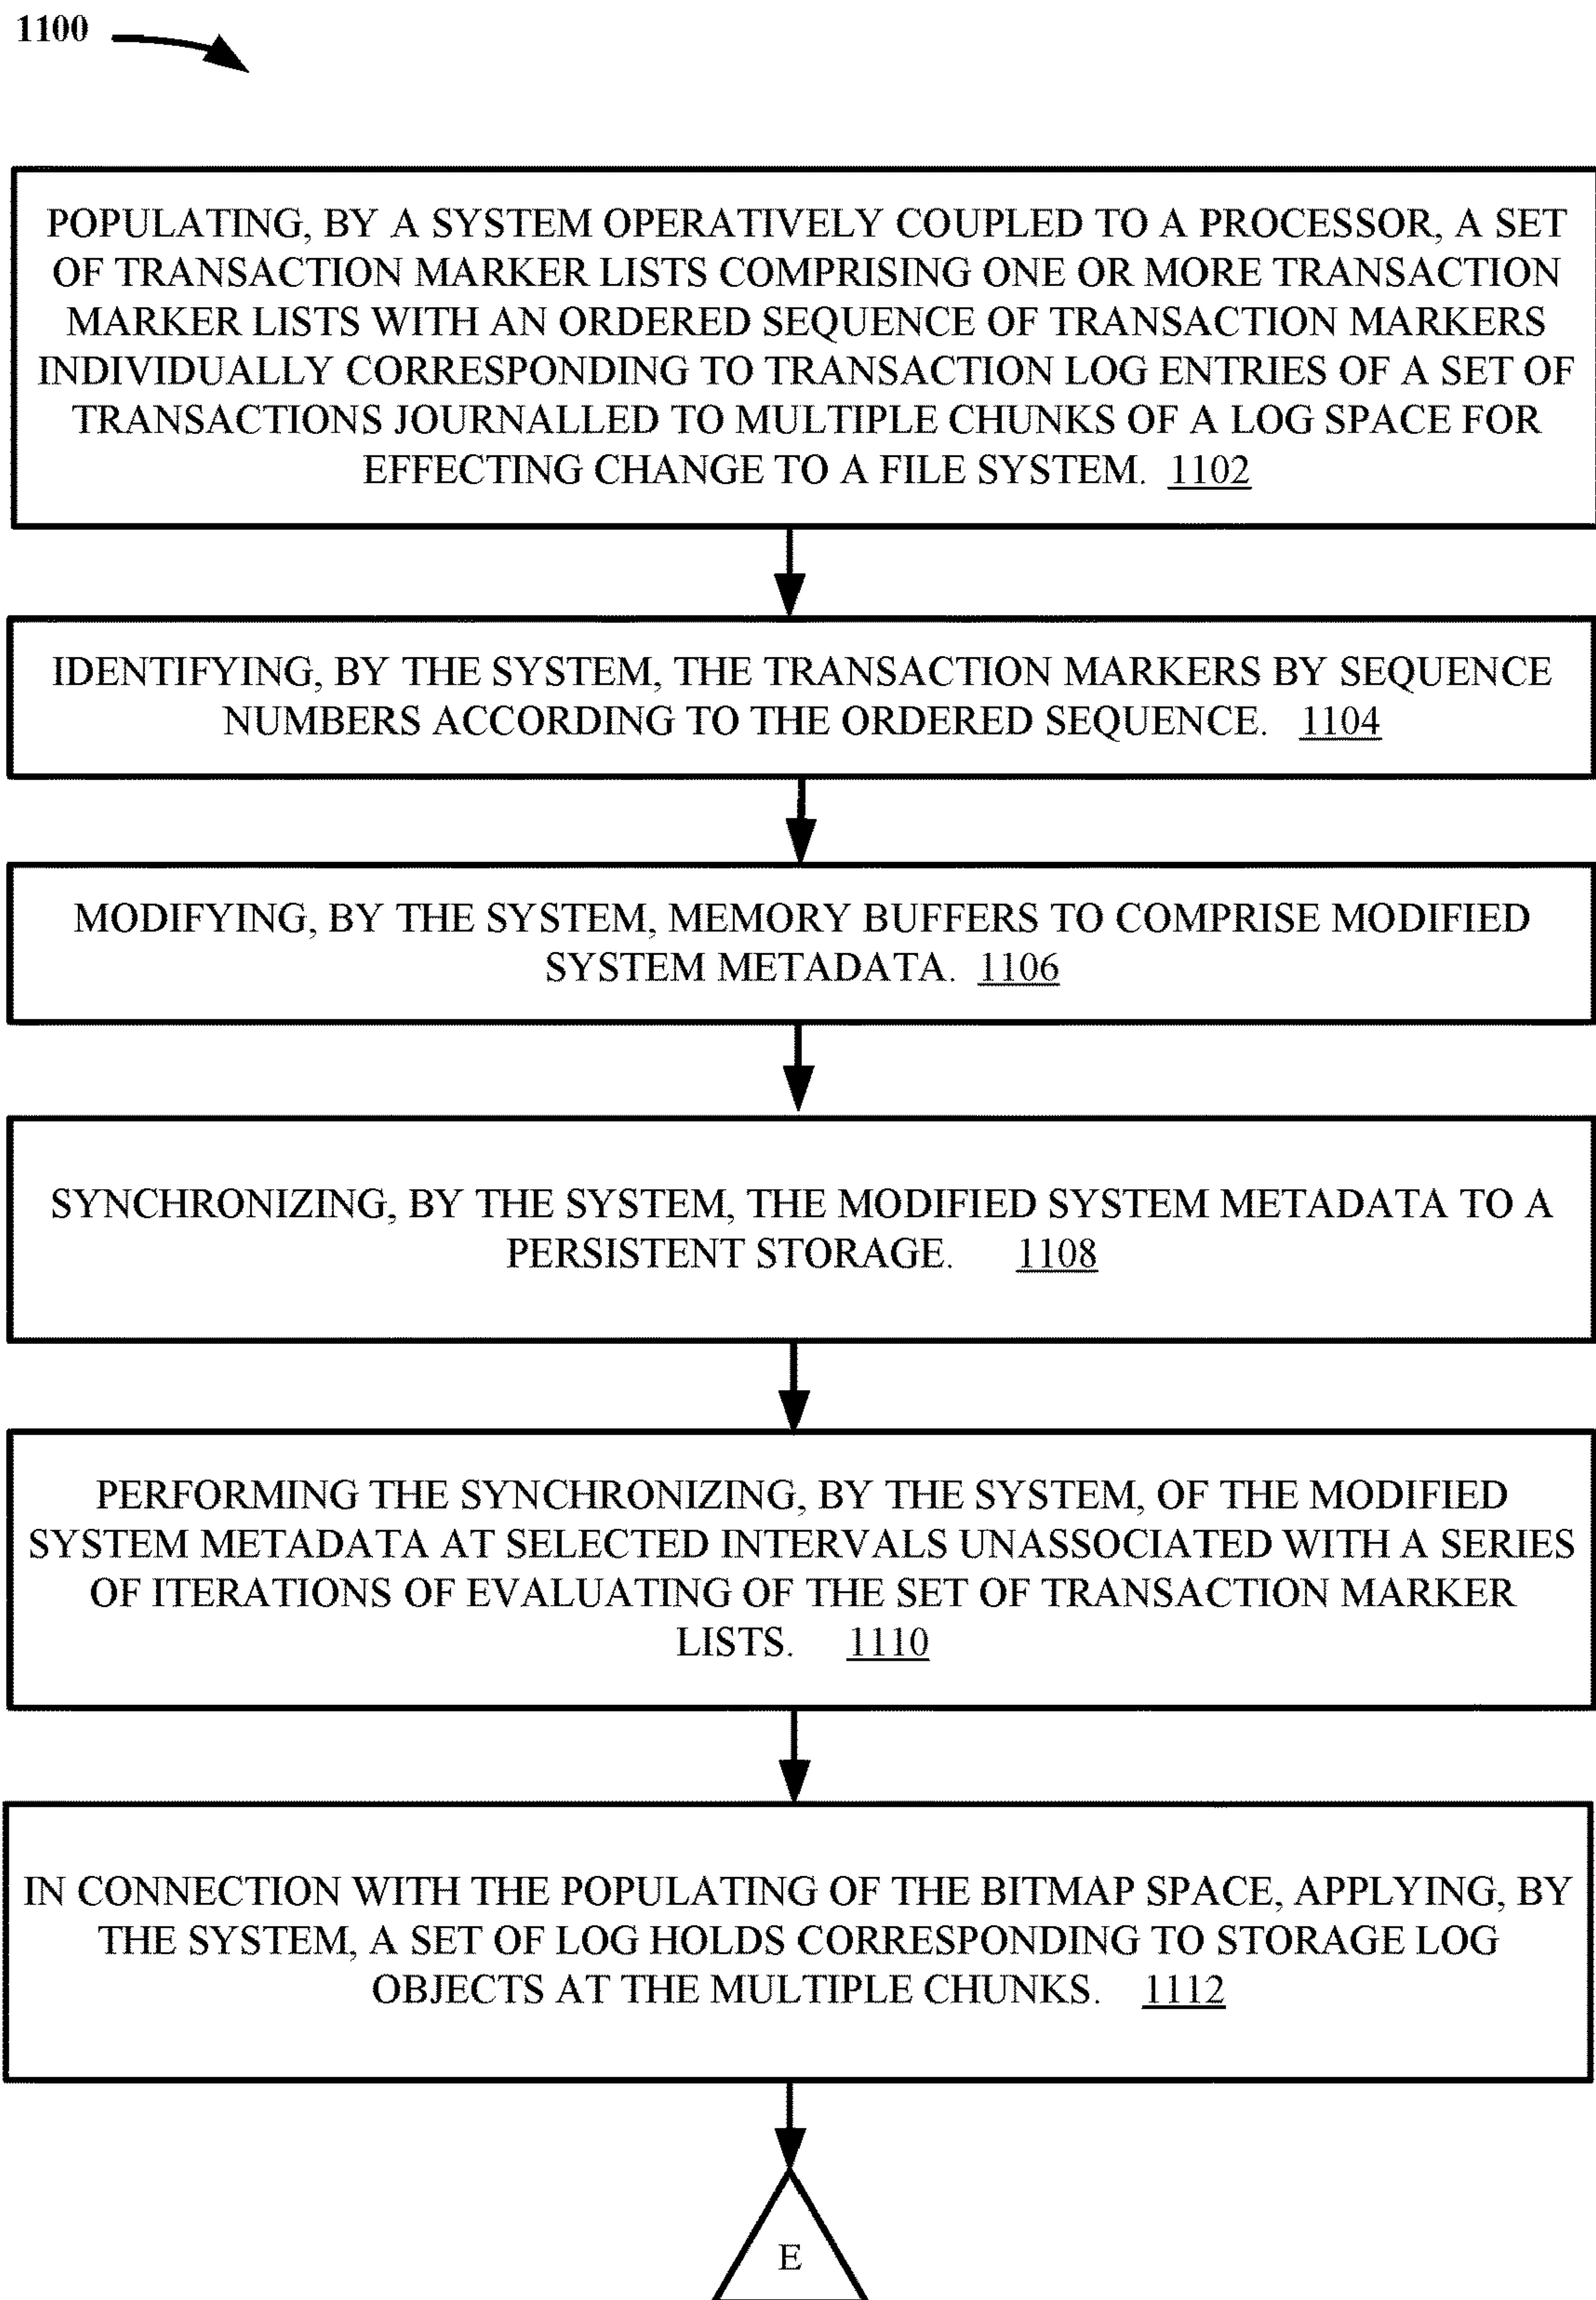 1100
POPULATING, BY A SYSTEM OPERATIVELY COUPLED TO A PROCESSOR, A SET
OF TRANSACTION MARKER LISTS COMPRISING ONE OR MORE TRANSACTION
MARKER LISTS WITH AN ORDERED SEQUENCE OF TRANSACTION MARKERS
INDIVIDUALLY CORRESPONDING TO TRANSACTION LOG ENTRIES OF A SET OF
TRANSACTIONS JOURNALLED TO MULTIPLE CHUNKS OF A LOG SPACE FOR
EFFECTING CHANGE TO A FILE SYSTEM. 1102
IDENTIFYING, BY THE SYSTEM, THE TRANSACTION MARKERS BY SEQUENCE
NUMBERS ACCORDING TO THE ORDERED SEQUENCE. 1104
MODIFYING, BY THE SYSTEM, MEMORY BUFFERS TO COMPRISE MODIFIED
SYSTEM METADATA. 1106
SYNCHRONIZING, BY THE SYSTEM, THE MODIFIED SYSTEM METADATA TO A
PERSISTENT STORAGE. 1108
PERFORMING THE SYNCHRONIZING, BY THE SYSTEM, OF THE MODIFIED
SYSTEM METADATA AT SELECTED INTERVALS UNASSOCIATED WITH A SERIES
OF ITERATIONS OF EVALUATING OF THE SET OF TRANSACTION MARKER
LISTS. 1110
IN CONNECTION WITH THE POPULATING OF THE BITMAP SPACE, APPLYING, BY
THE SYSTEM, A SET OF LOG HOLDS CORRESPONDING TO STORAGE LOG
OBJECTS AT THE MULTIPLE CHUNKS. 1112
E